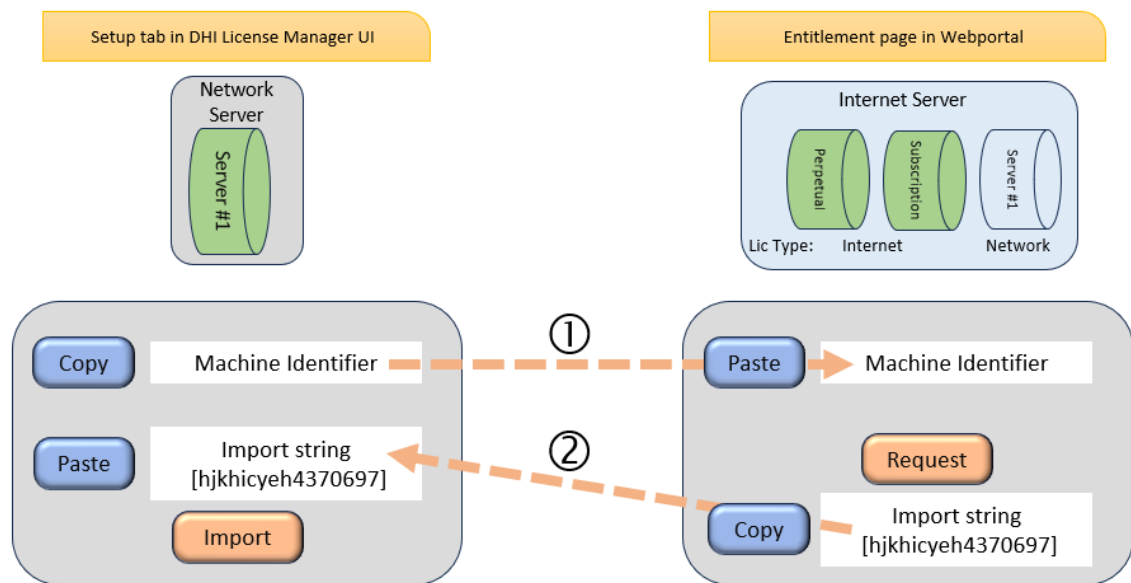 Setup tab in DHI License Manager UI
Entitlement page in Webportal
Network
Server
Server #1
Internet Server
Perpetual
Subscription
Server #1
Lic Type:
Internet
Network
Copy
Machine Identifier
①
Paste
Machine Identifier
Paste
Import string
[hjkhicyeh4370697]
Import
②
Request
Copy
Import string
[hjkhicyeh4370697]